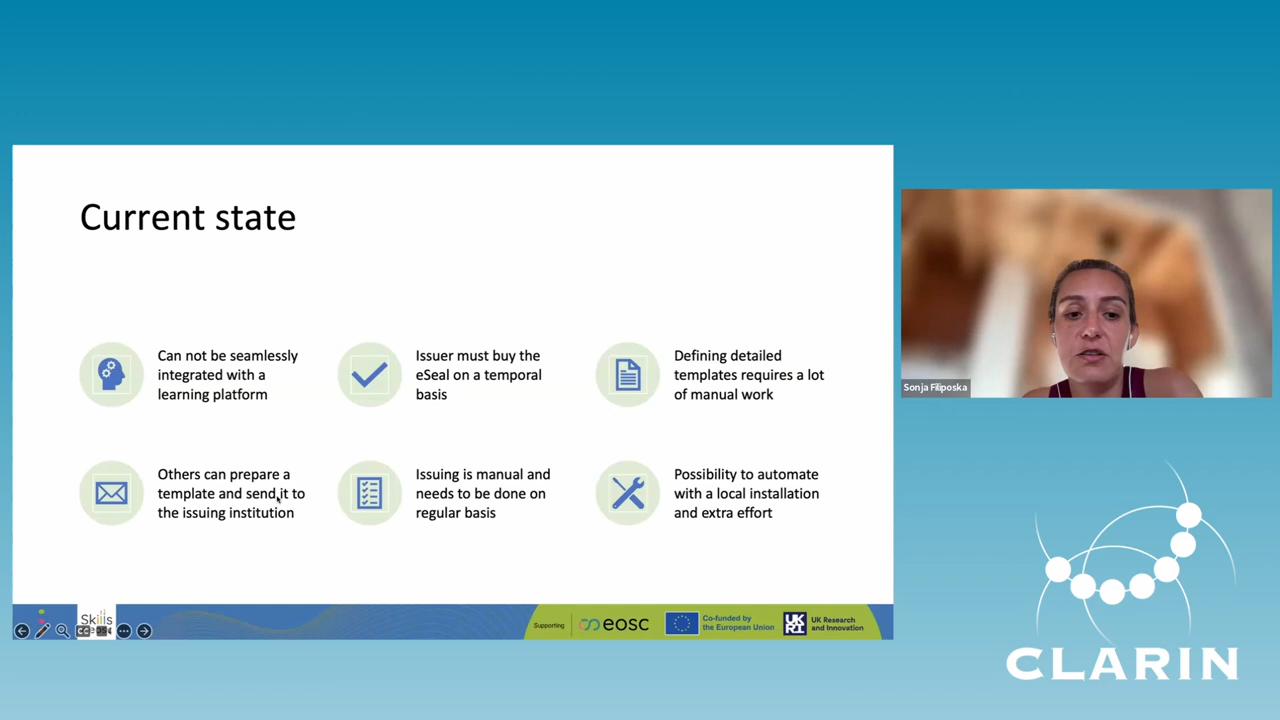 Current state
Can not be seamlessly
integrated with a
learning platform
Issuer must buy the
eSeal on a temporal
basis
Defining detailed
templates requires a lot
of manual work
Others can prepare a
template and send it to
the issuing institution
Issuing is manual and
needs to be done on
regular basis
Possibility to automate
with a local installation
and extra effort
Skills
Supporting
eosc
Co-funded by
the European Union
UK
RI
UK Research
and Innovation
Sonja Filiposka
CLARIN